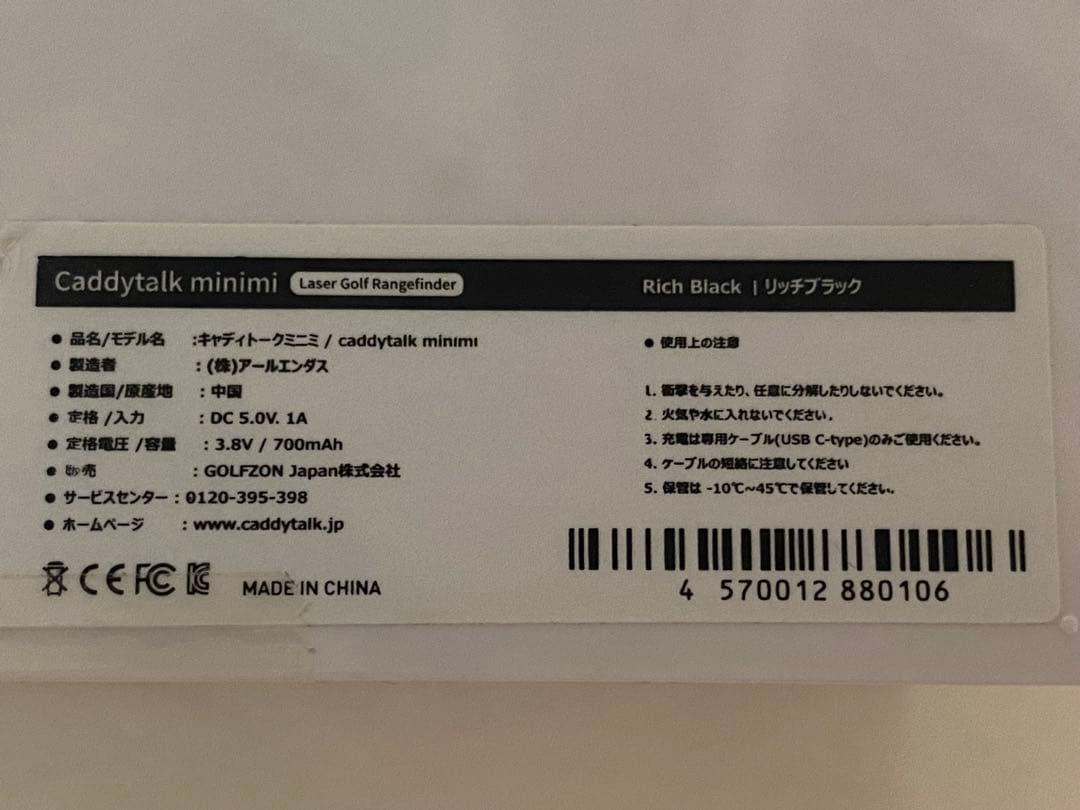 Caddytalk minimi Laser Golf Rangefinder
Rich Black | リッチブラック
● 品名/モデル名 :キャディトークミニミ / caddytalk minimi
● 製造者 : (株)アールエンダス
● 製造国/原産地 : 中国
● 定格 /入力 : DC 5.0V. 1A
● 定格電圧 /容量 : 3.8V / 700mAh
● 販売 : GOLFZON Japan株式会社
● サービスセンター : 0120-395-398
● ホームページ : www.caddytalk.jp
CE FC KC MADE IN CHINA
● 使用上の注意
1. 衝撃を与えたり、任意に分解したりしないでください。
2. 火気や水に入れないでください.
3. 充電は専用ケーブル(USB C-type)のみご使用ください。
4. ケーブルの短絡に注意してください
5. 保管は -10℃~45℃で保管してください.
4 570012 880106